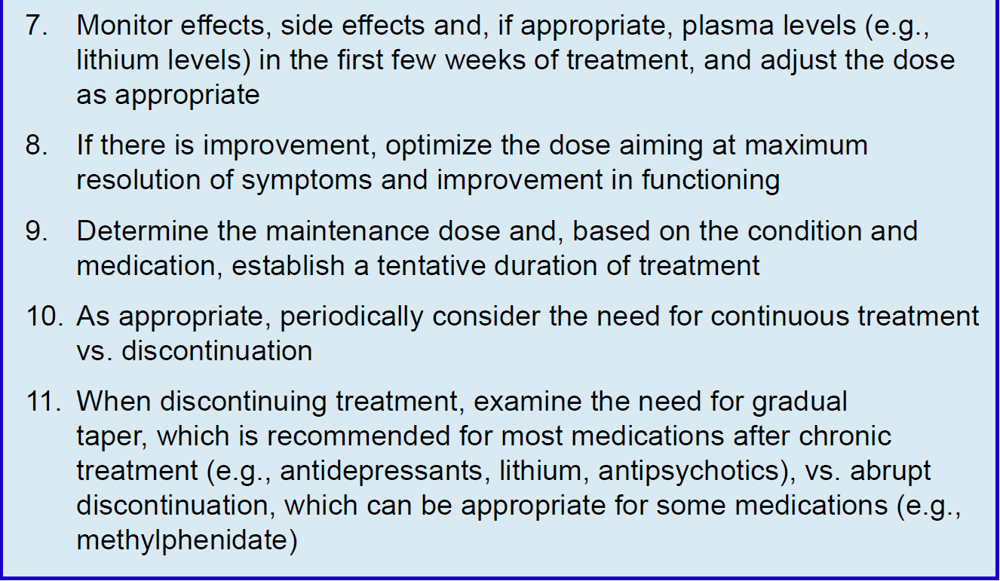 7. Monitor effects, side effects and, if appropriate, plasma levels (e.g.,
lithium levels) in the first few weeks of treatment, and adjust the dose
as appropriate
8. If there is improvement, optimize the dose aiming at maximum
resolution of symptoms and improvement in functioning
9. Determine the maintenance dose and, based on the condition and
medication, establish a tentative duration of treatment
10. As appropriate, periodically consider the need for continuous treatment
vs. discontinuation
11. When discontinuing treatment, examine the need for gradual
taper, which is recommended for most medications after chronic
treatment (e.g., antidepressants, lithium, antipsychotics), vs. abrupt
discontinuation, which can be appropriate for some medications (e.g.,
methylphenidate)